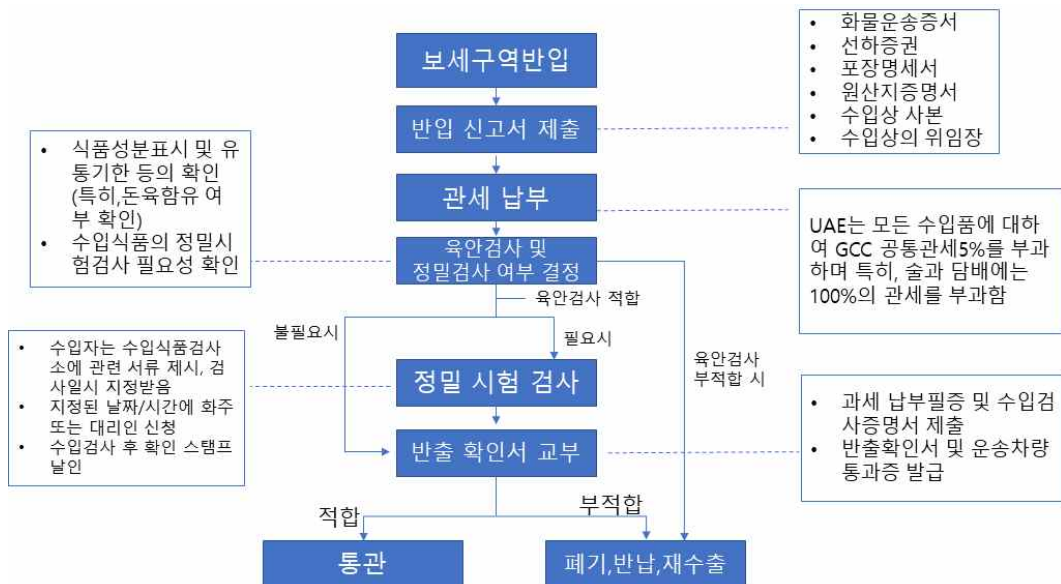 보세구역반입
• 화물운송증서
• 선하증권
• 포장명세서
• 원산지증명서
• 수입상 사본
• 수입상의 위임장
반입 신고서 제출
• 식품성분표시 및 유
통기한 등의 확인
(특히,돈육함유 여
부 확인)
• 수입식품의 정밀시
험검사 필요성 확인
관세 납부
UAE는 모든 수입품에 대하
여 GCC 공통관세5%를 부과
하며 특히, 술과 담배에는
100%의 관세를 부과함
육안검사 및
정밀검사 여부 결정
육안검사 적합
불필요시
필요시
육안검사
부적합 시
• 수입자는 수입식품검사
소에 관련 서류 제시, 검
사일시 지정받음
• 지정된 날짜/시간에 화주
또는 대리인 신청
• 수입검사 후 확인 스탬프
날인
정밀 시험 검사
• 과세 납부필증 및 수입검
사증명서 제출
• 반출확인서 및 운송차량
통과증 발급
반출 확인서 교부
적합
부적합
통관
폐기,반납,재수출